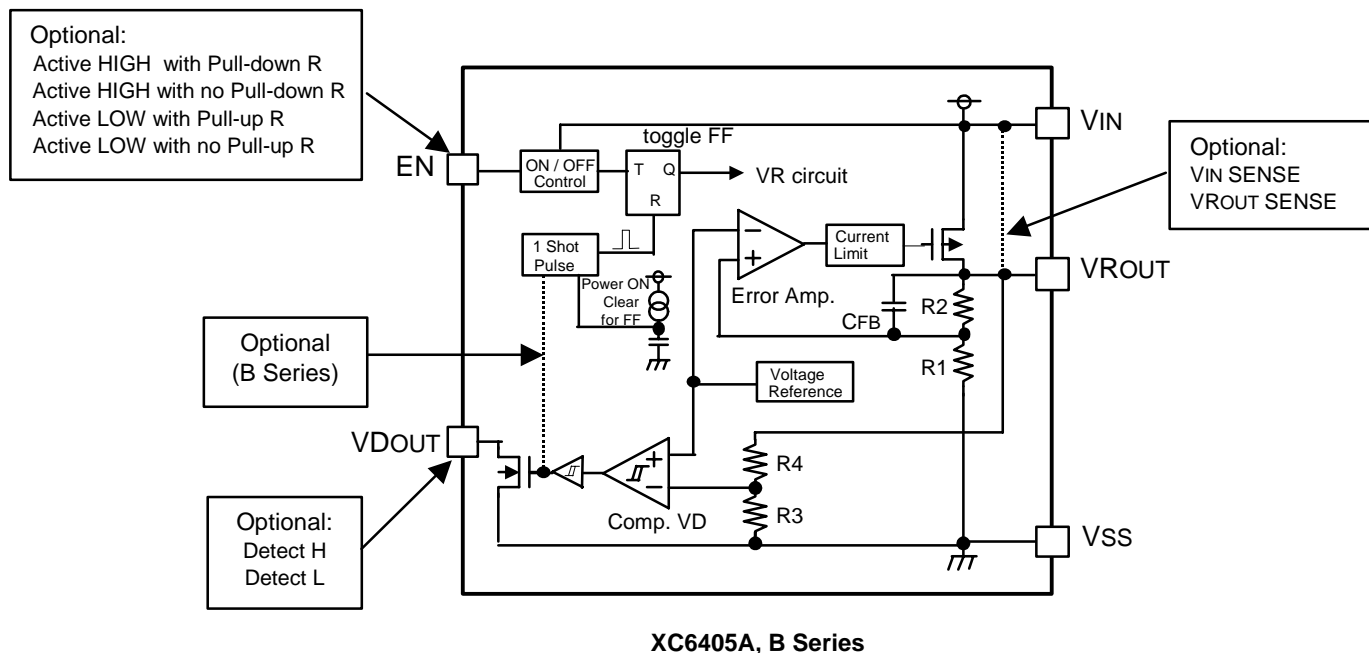 Optional:
Active HIGH with Pull-down R
Active HIGH with no Pull-down R
Active LOW with Pull-up R
Active LOW with no Pull-up R
EN
ON / OFF
Control
toggle FF
T Q
R
VR circuit
VIN
Optional:
VIN SENSE
VROUT SENSE
1 Shot
Pulse
Power ON
Clear
for FF
−
+
Error Amp.
Current
Limit
VROUT
CFB
R2
R1
Optional
(B Series)
Voltage
Reference
VDOUT
+
−
Comp. VD
R4
R3
VSS
Optional:
Detect H
Detect L
XC6405A, B Series